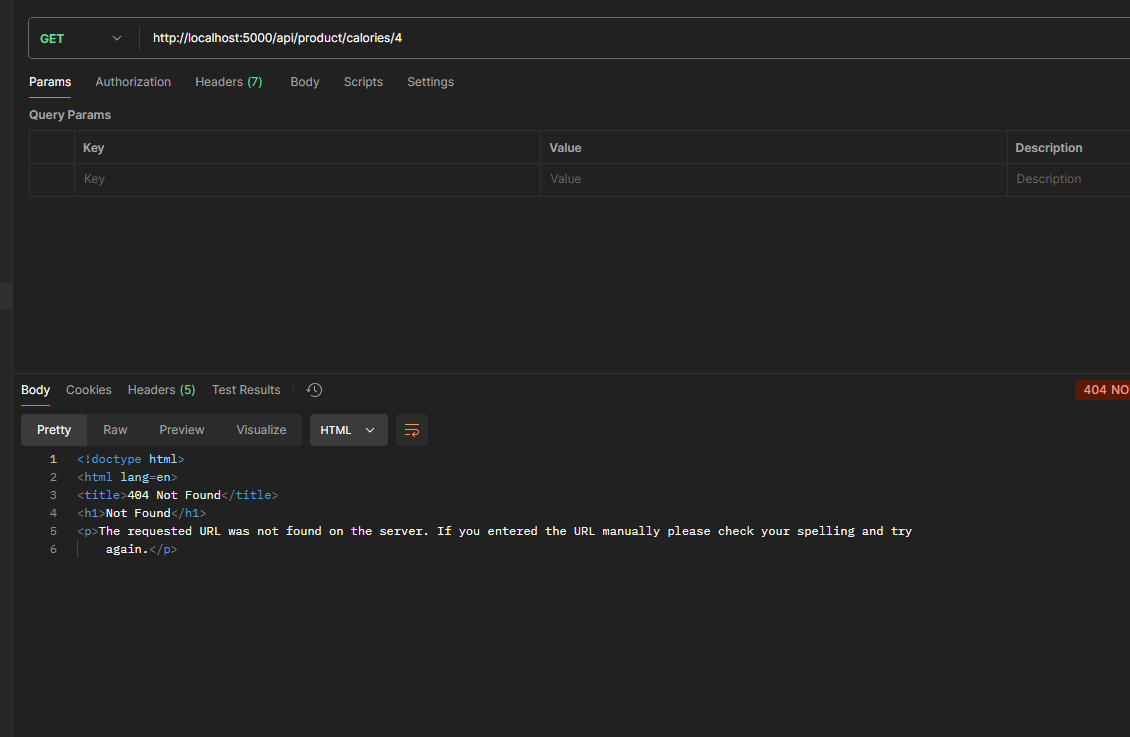 GET http://localhost:5000/api/product/calories/4
Params Authorization Headers (7) Body Scripts Settings
Query Params
Key Value Description
Key Value Description
Body Cookies Headers (5) Test Results 404 NO
Pretty Raw Preview Visualize HTML
1 <!doctype html>
2 <html lang=en>
3 <title>404 Not Found</title>
4 <h1>Not Found</h1>
5 <p>The requested URL was not found on the server. If you entered the URL manually please check your spelling and try
6 again.</p>